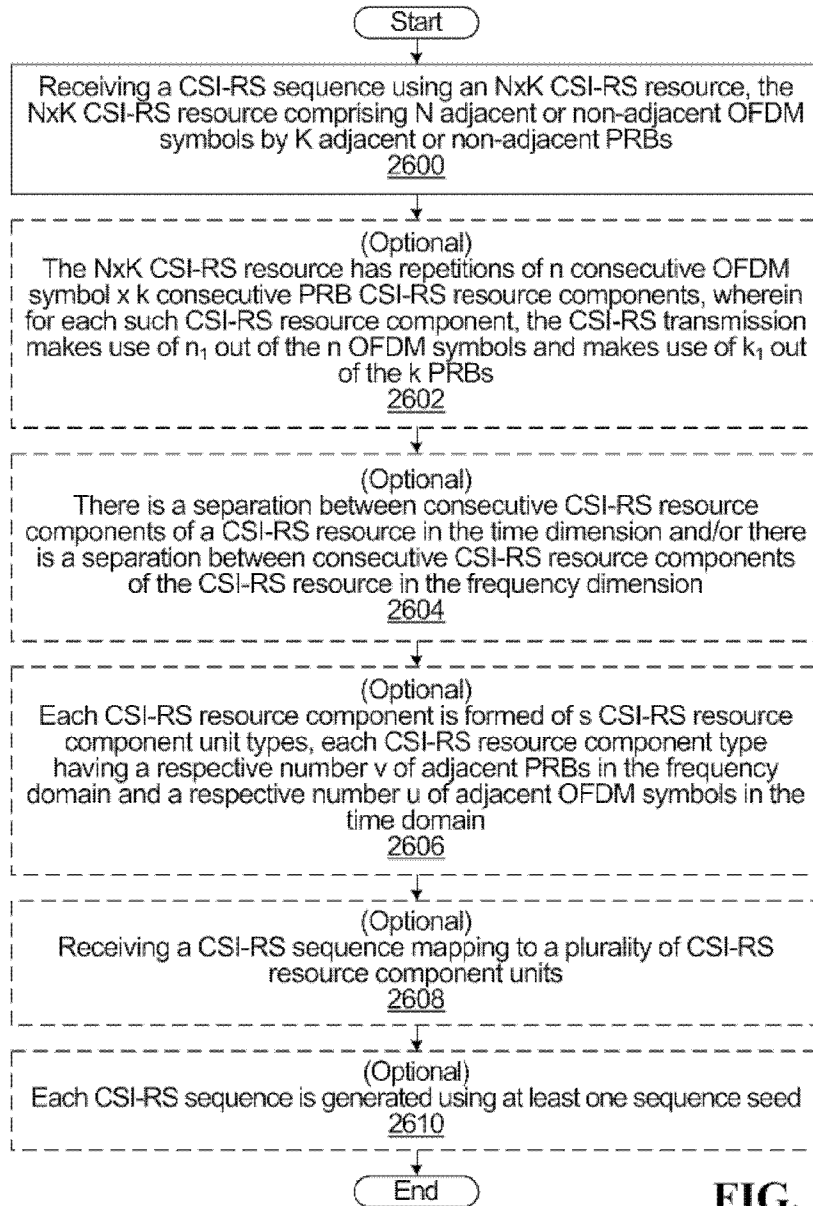 Start
Receiving a CSI-RS sequence using an NxK CSI-RS resource, the
NxK CSI-RS resource comprising N adjacent or non-adjacent OFDM
symbols by K adjacent or non-adjacent PRBs
2600
(Optional)
The NxK CSI-RS resource has repetitions of n consecutive OFDM
symbol x k consecutive PRB CSI-RS resource components, wherein
for each such CSI-RS resource component, the CSI-RS transmission
makes use of n₁ out of the n OFDM symbols and makes use of k₁ out
of the k PRBs
2602
(Optional)
There is a separation between consecutive CSI-RS resource
components of a CSI-RS resource in the time dimension and/or there
is a separation between consecutive CSI-RS resource components
of the CSI-RS resource in the frequency dimension
2604
(Optional)
Each CSI-RS resource component is formed of s CSI-RS resource
component unit types, each CSI-RS resource component type
having a respective number v of adjacent PRBs in the frequency
domain and a respective number u of adjacent OFDM symbols in the
time domain
2606
(Optional)
Receiving a CSI-RS sequence mapping to a plurality of CSI-RS
resource component units
2608
(Optional)
Each CSI-RS sequence is generated using at least one sequence seed
2610
End
FIG.